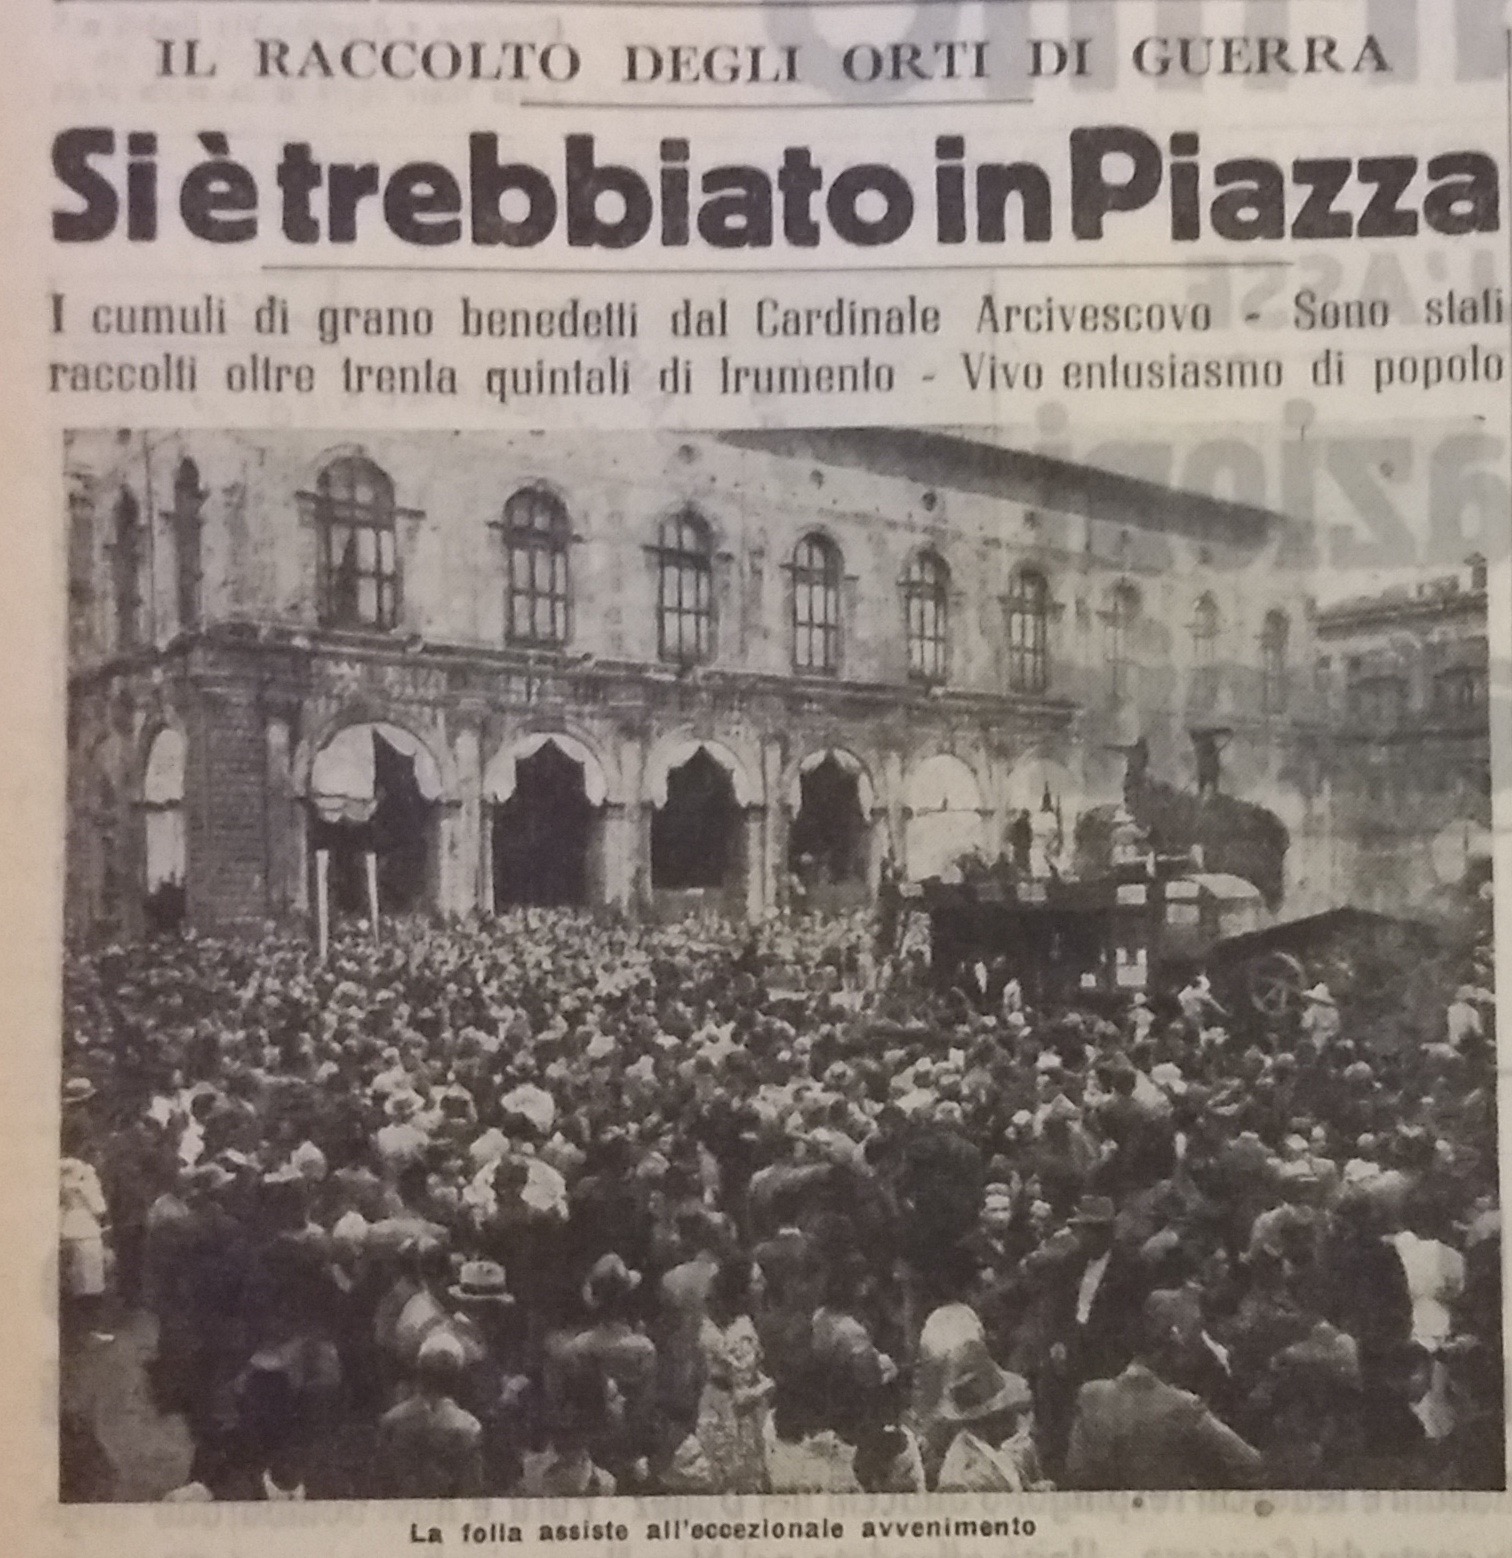 IL RACCOLTO DEGLI ORTI DI GUERRA
Si è trebbiato in Piazza
I cumuli di grano benedetti dal Cardinale Arcivescovo - Sono stati
raccolti oltre trenta quintali di frumento - Vivo entusiasmo di popolo
La folla assiste all'eccezionale avvenimento